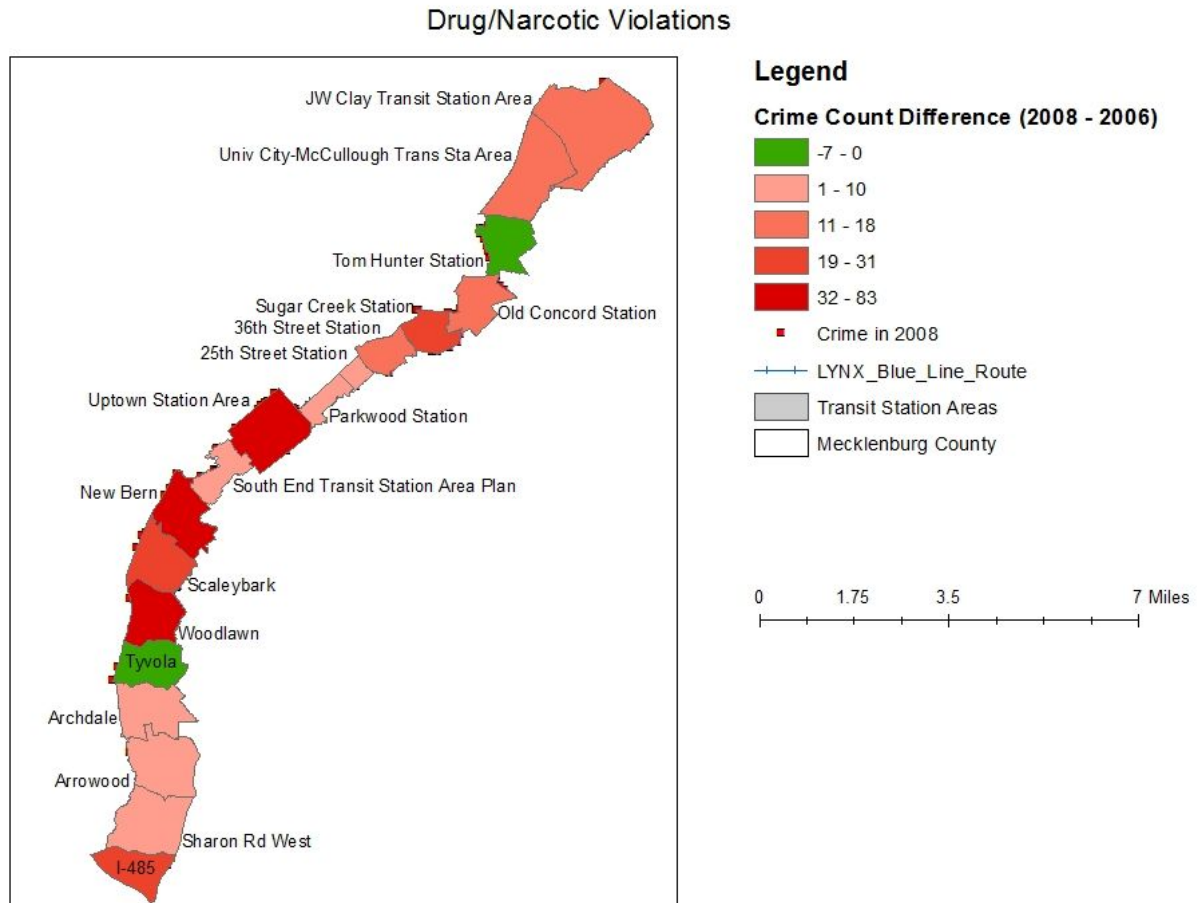 Drug/Narcotic Violations
JW Clay Transit Station Area
Univ City-McCullough Trans Sta Area
Tom Hunter Station
Sugar Creek Station
Old Concord Station
36th Street Station
25th Street Station
Uptown Station Area
Parkwood Station
New Bern
South End Transit Station Area Plan
Scaleybark
Woodlawn
Tyvola
Archdale
Arrowood
Sharon Rd West
I-485
Legend
Crime Count Difference (2008 - 2006)
-7 - 0
1 - 10
11 - 18
19 - 31
32 - 83
Crime in 2008
LYNX_Blue_Line_Route
Transit Station Areas
Mecklenburg County
0 1.75 3.5 7 Miles